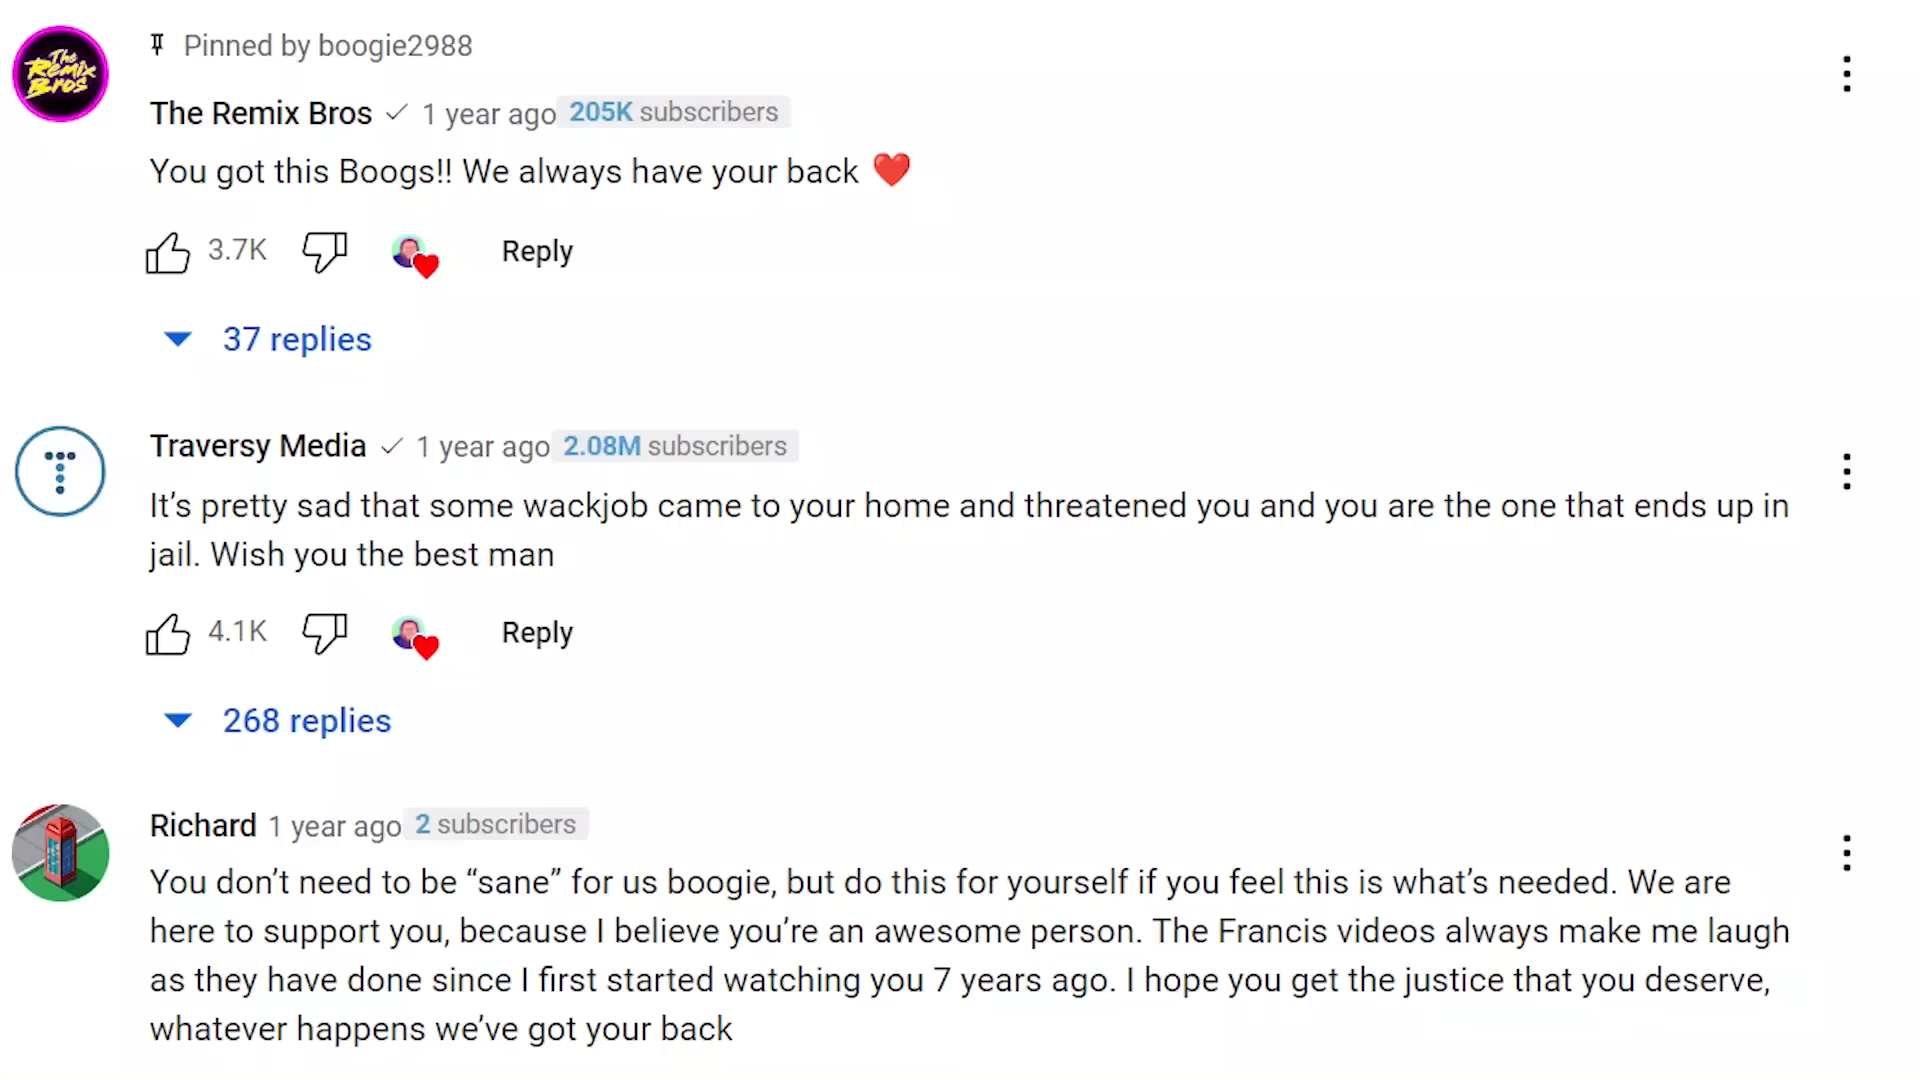 Pinned by boogie2988
The Remix Bros
The Remix Bros 1 year ago 205K subscribers
You got this Boogs!! We always have your back ❤️
3.7K Reply
37 replies
Traversy Media 1 year ago 2.08M subscribers
It’s pretty sad that some wackjob came to your home and threatened you and you are the one that ends up in
jail. Wish you the best man
4.1K Reply
268 replies
Richard 1 year ago 2 subscribers
You don’t need to be “sane” for us boogie, but do this for yourself if you feel this is what’s needed. We are
here to support you, because I believe you’re an awesome person. The Francis videos always make me laugh
as they have done since I first started watching you 7 years ago. I hope you get the justice that you deserve,
whatever happens we’ve got your back